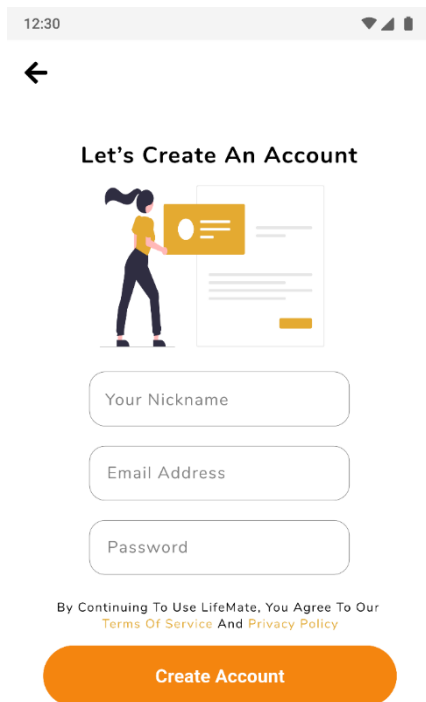 12:30
Let's Create An Account
Your Nickname
Email Address
Password
By Continuing To Use LifeMate, You Agree To Our
Terms Of Service And Privacy Policy
Create Account